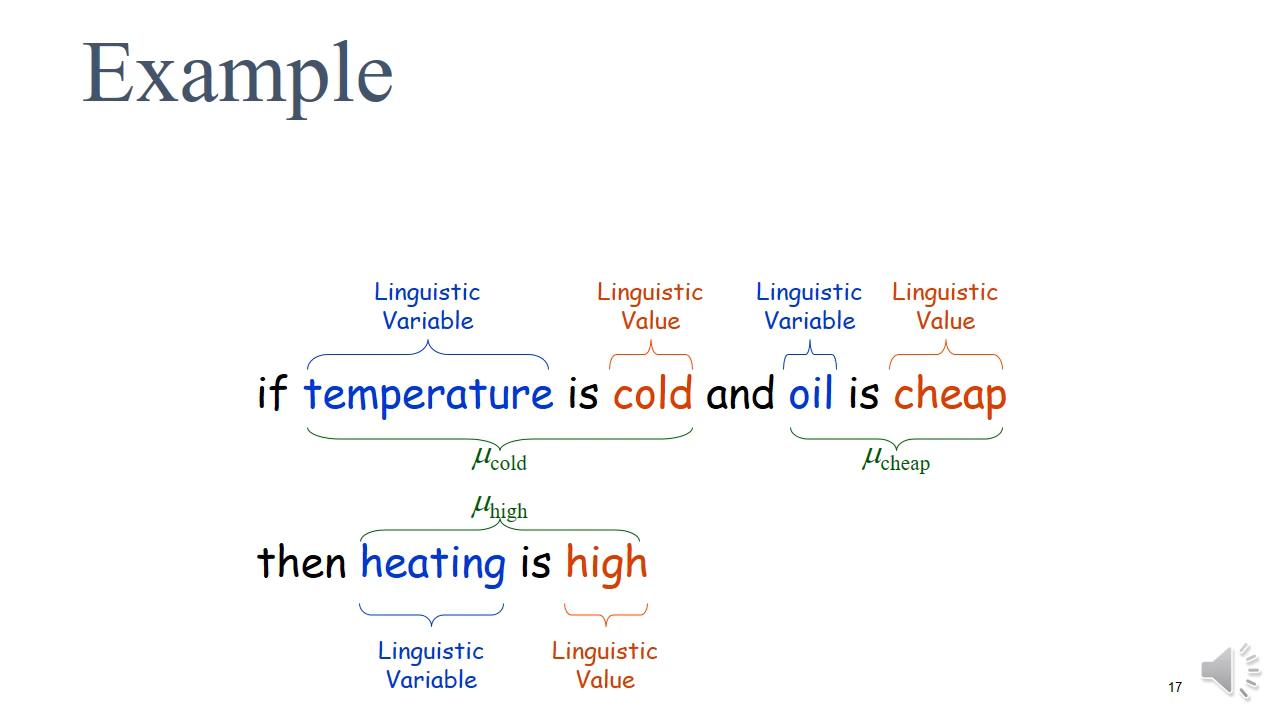 Example
Linguistic Linguistic Linguistic Linguistic
Variable Value Variable Value
if temperature is cold and oil is cheap
μcold μcheap
μhigh
then heating is high
Linguistic Linguistic
Variable Value
17